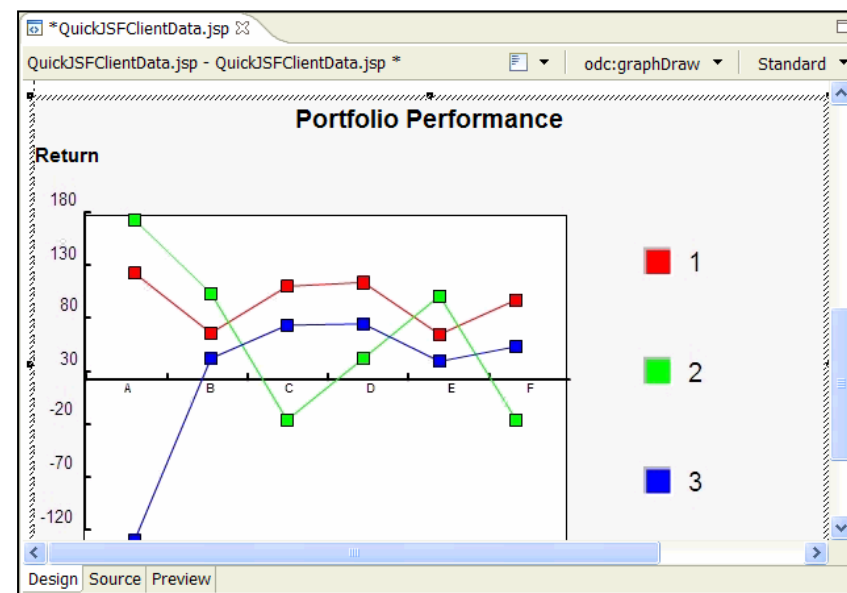 *QuickJSFClientData.jsp
QuickJSFClientData.jsp - QuickJSFClientData.jsp *
odc:graphDraw
Standard
Portfolio Performance
Return
180
130
80
30
-20
-70
-120
A B C D E F
1
2
3
Design Source Preview